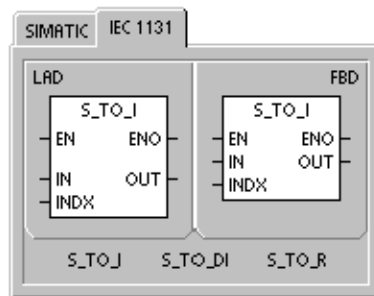 SIMATIC IEC 1131
LAD FBD
S_TO_I S_TO_I
EN ENO EN ENO
IN OUT IN OUT
INDX INDX
S_TO_I S_TO_DI S_TO_R